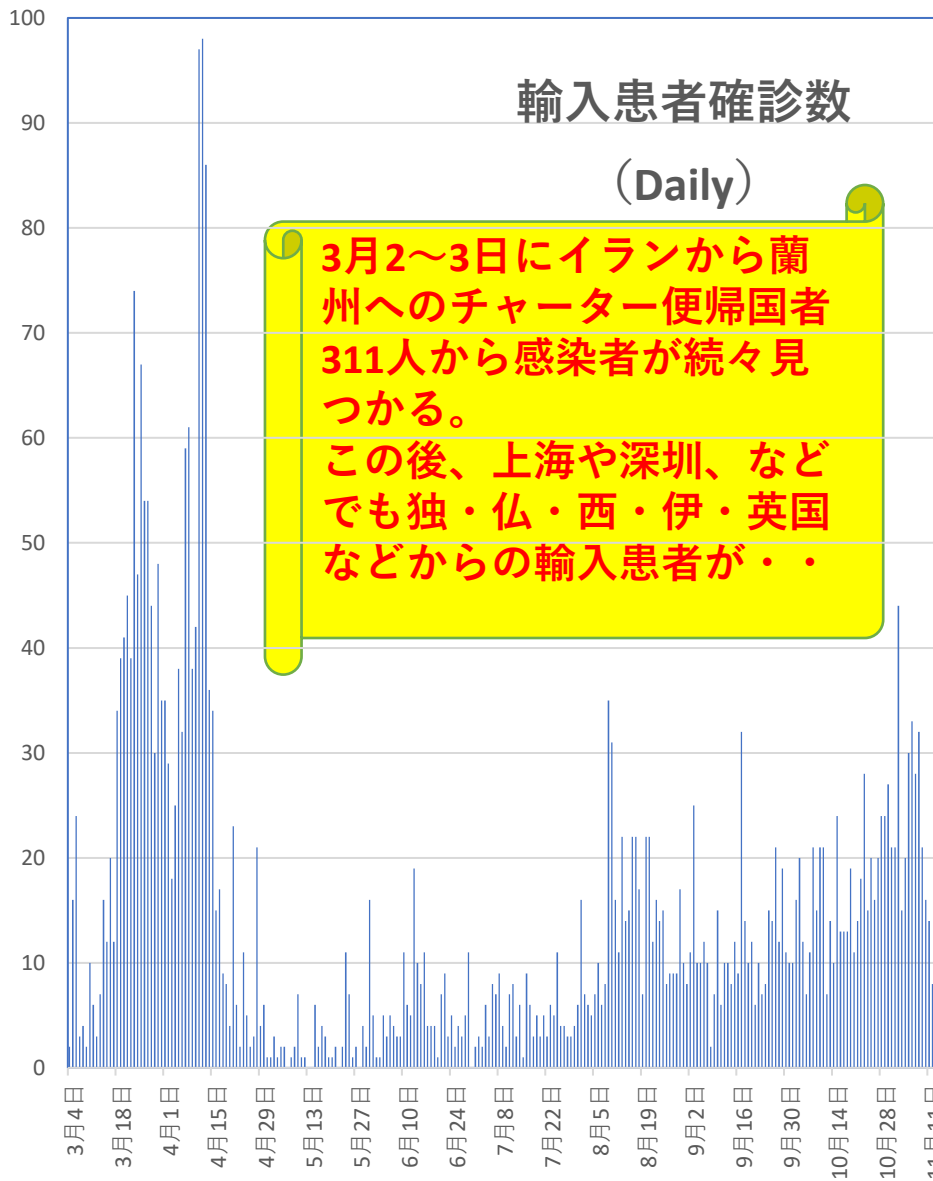 輸入患者確診数
（Daily）
3月2～3日にイランから蘭
州へのチャーター便帰国者
311人から感染者が続々見
つかる。
この後、上海や深圳、など
でも独・仏・西・伊・英国
などからの輸入患者が・・
100
90
80
70
60
50
40
30
20
10
0
3月4日
3月18日
4月1日
4月15日
4月29日
5月13日
5月27日
6月10日
6月24日
7月8日
7月22日
8月5日
8月19日
9月2日
9月16日
9月30日
10月14日
10月28日
11月11日